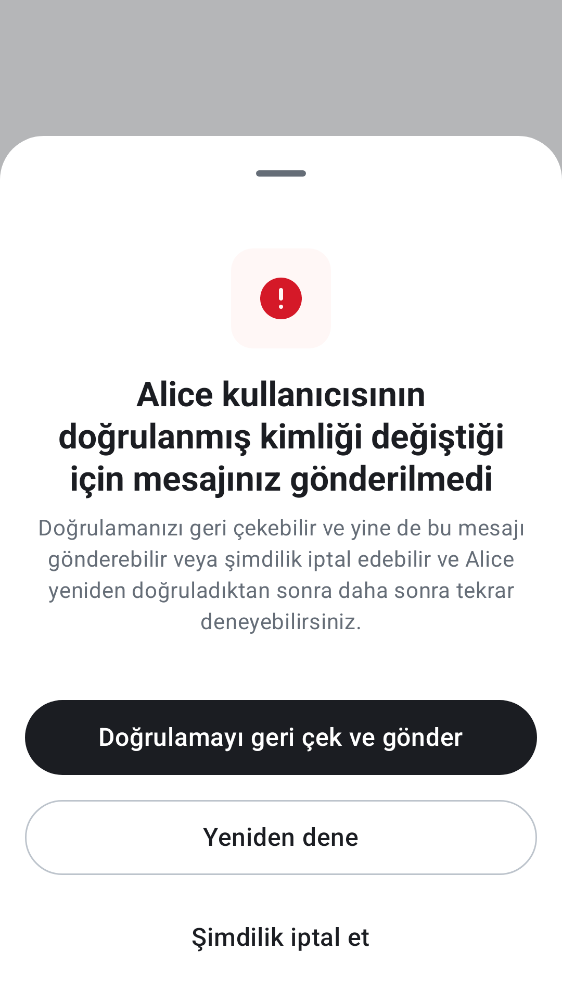 Alice kullanıcısının
doğrulanmış kimliği değiştiği
için mesajınız gönderilmedi
Doğrulamanızı geri çekebilir ve yine de bu mesajı
gönderebilir veya şimdilik iptal edebilir ve Alice
yeniden doğruladıktan sonra daha sonra tekrar
deneyebilirsiniz.
Doğrulamayı geri çek ve gönder
Yeniden dene
Şimdilik iptal et